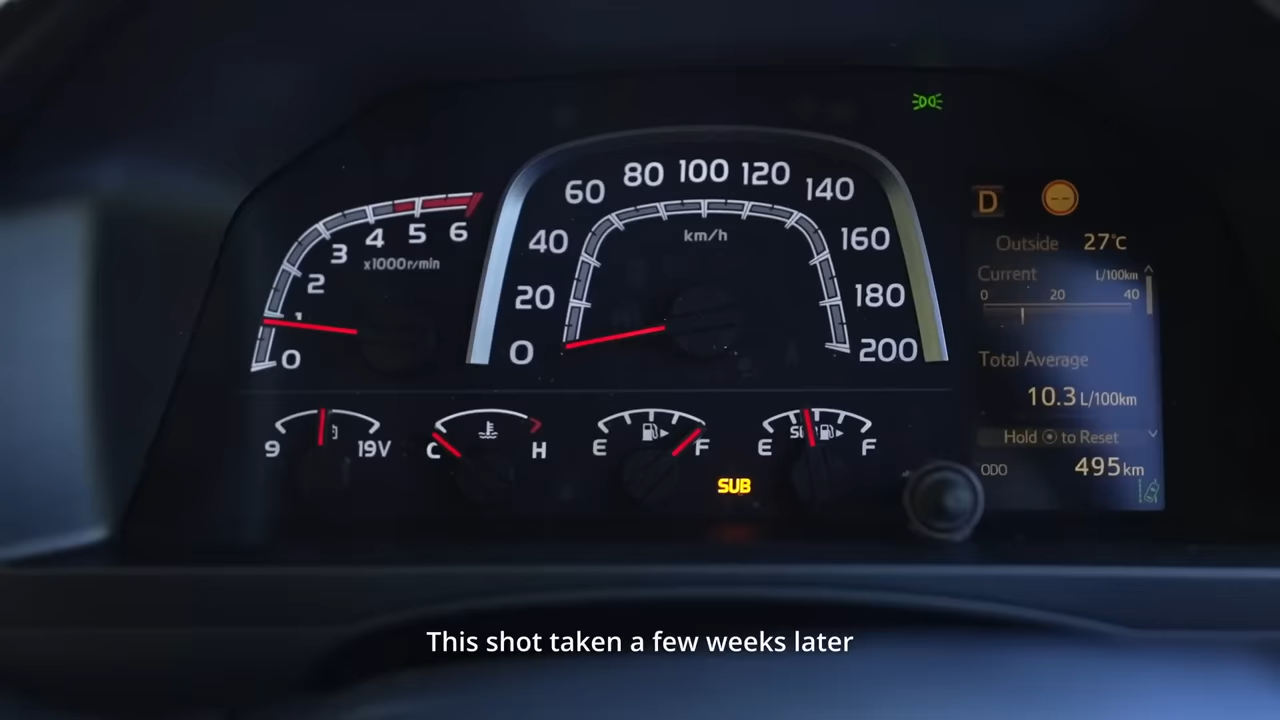 0 1 2 3 4 5 6
x1000r/min
0 20 40 60 80 100 120 140 160 180 200
km/h
9 19V
C H
E F
E F
SUB
D --
Outside 27°C
Current L/100km
0 20 40
Total Average
10.3 L/100km
Hold ⦿ to Reset
ODO 495 km
This shot taken a few weeks later